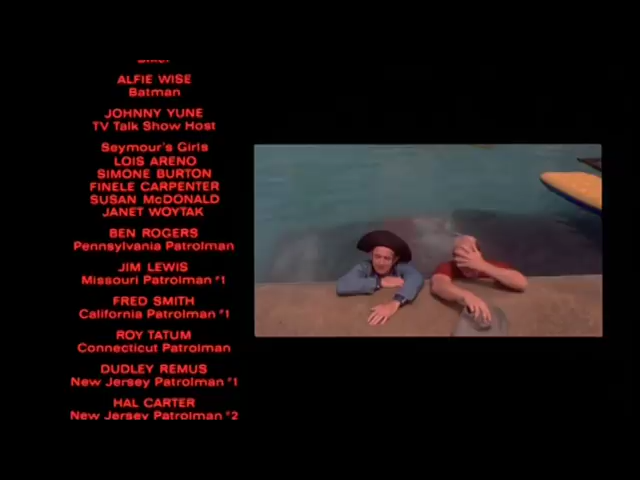 ALFIE WISE
Batman
JOHNNY YUNE
TV Talk Show Host
Seymour's Girls
LOIS ARENO
SIMONE BURTON
FINELE CARPENTER
SUSAN McDONALD
JANET WOYTAK
BEN ROGERS
Pennsylvania Patrolman
JIM LEWIS
Missouri Patrolman #1
FRED SMITH
California Patrolman #1
ROY TATUM
Connecticut Patrolman
DUDLEY REMUS
New Jersey Patrolman #1
HAL CARTER
New Jersey Patrolman #2